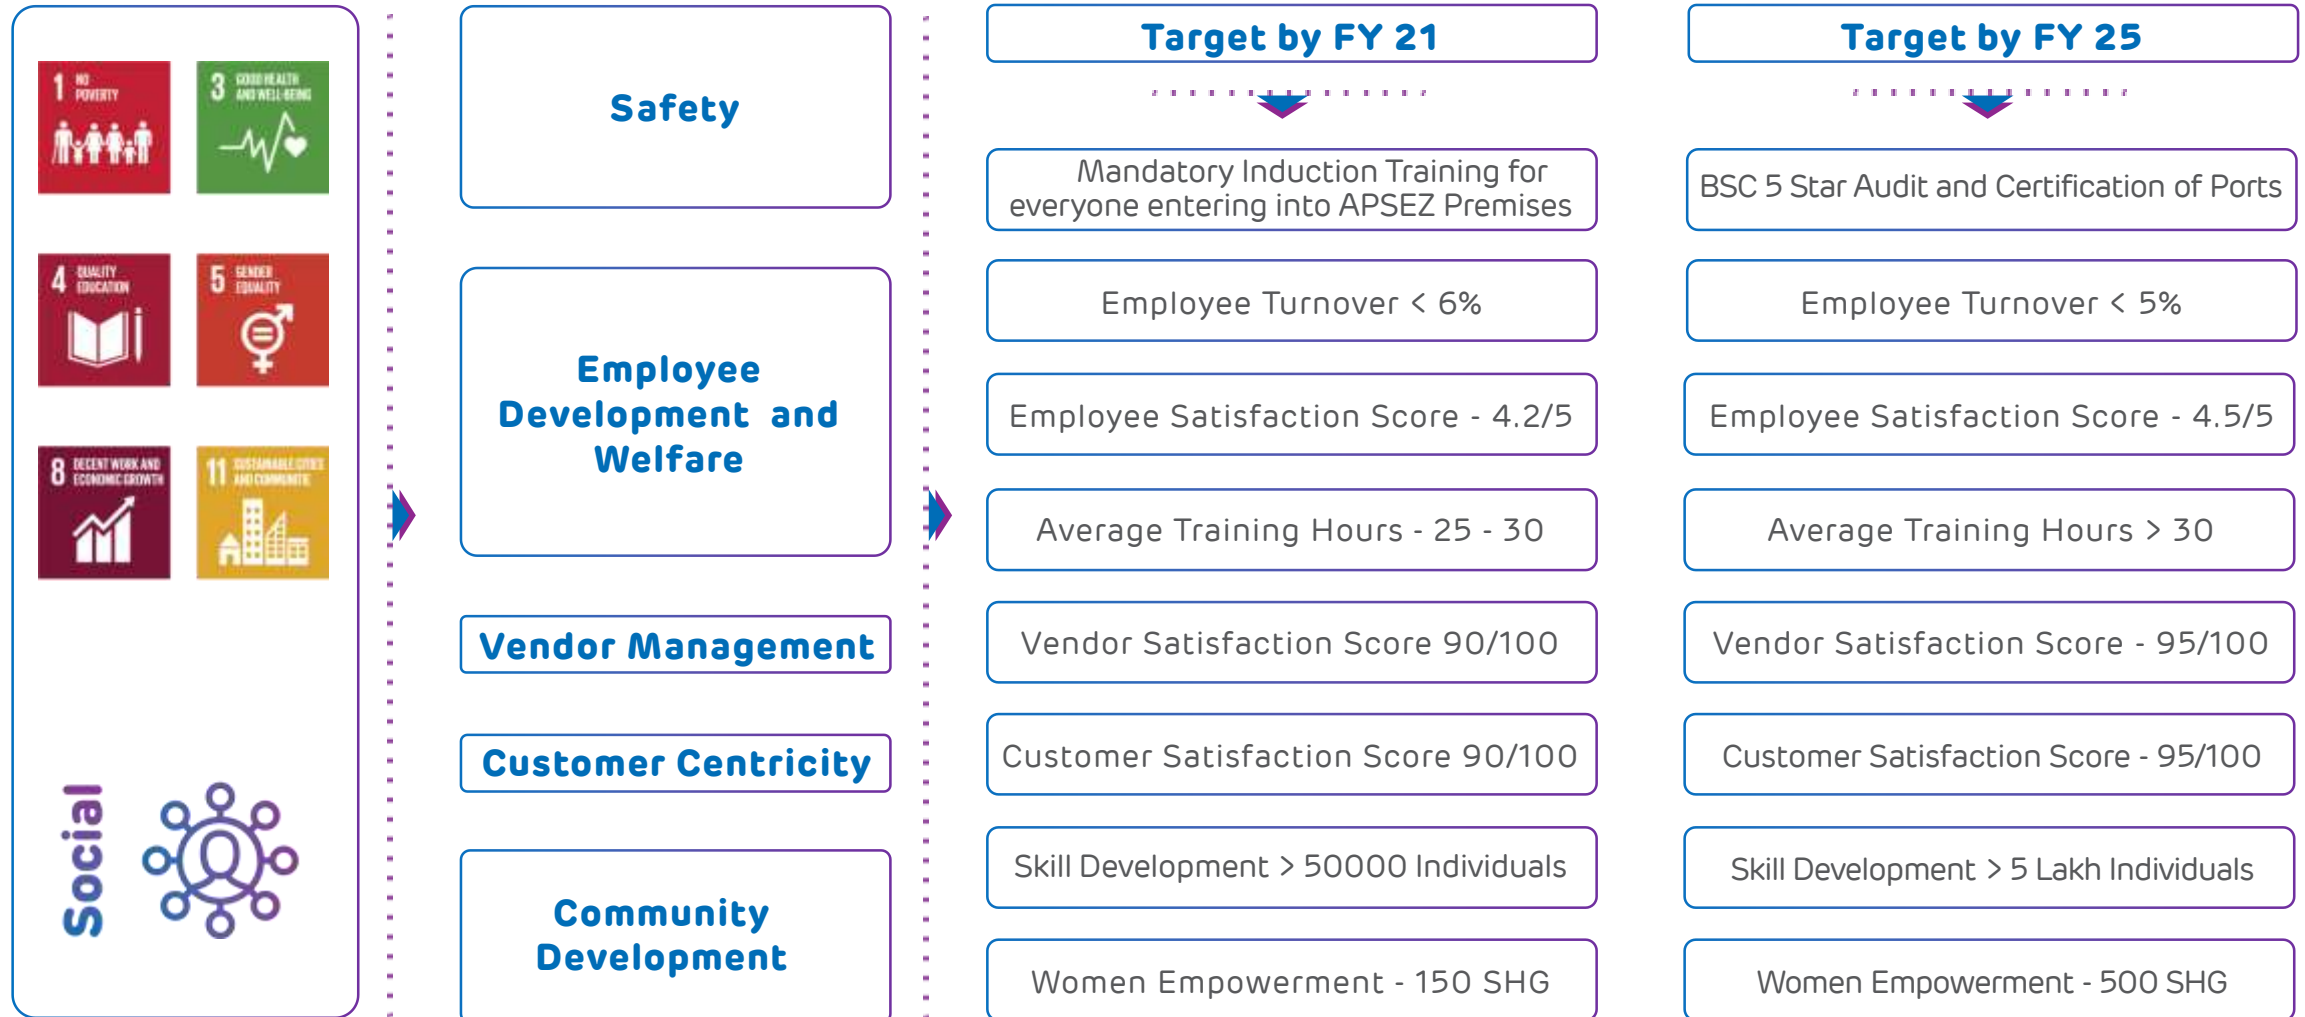 1 NO
POVERTY
3 GOOD HEALTH
AND WELL-BEING
4 QUALITY
EDUCATION
5 GENDER
EQUALITY
8 DECENT WORK AND
ECONOMIC GROWTH
11 SUSTAINABLE CITIES
AND COMMUNITIE
Social
Safety
Employee
Development and
Welfare
Vendor Management
Customer Centricity
Community
Development
Target by FY 21
Mandatory Induction Training for
everyone entering into APSEZ Premises
Employee Turnover < 6%
Employee Satisfaction Score - 4.2/5
Average Training Hours - 25 - 30
Vendor Satisfaction Score 90/100
Customer Satisfaction Score 90/100
Skill Development > 50000 Individuals
Women Empowerment - 150 SHG
Target by FY 25
BSC 5 Star Audit and Certification of Ports
Employee Turnover < 5%
Employee Satisfaction Score - 4.5/5
Average Training Hours > 30
Vendor Satisfaction Score - 95/100
Customer Satisfaction Score - 95/100
Skill Development > 5 Lakh Individuals
Women Empowerment - 500 SHG